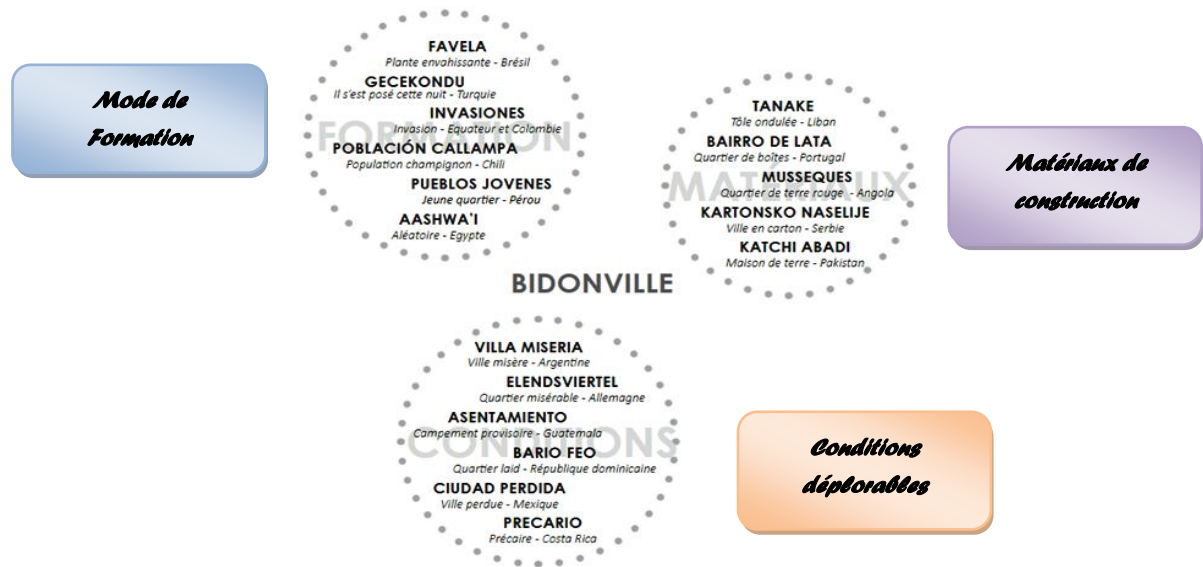 Mode de
Formation
FORMATION
FAVELA
Plante envahissante - Brésil
GECEKONDU
Il s'est posé cette nuit - Turquie
INVASIONES
Invasion - Equateur et Colombie
POBLACIÓN CALLAMPA
Population champignon - Chili
PUEBLOS JOVENES
Jeune quartier - Pérou
AASHWA'I
Aléatoire - Egypte
MATÉRIAUX
TANAKE
Tôle ondulée - Liban
BAIRRO DE LATA
Quartier de boîtes - Portugal
MUSSEQUES
Quartier de terre rouge - Angola
KARTONSKO NASELIJE
Ville en carton - Serbie
KATCHI ABADI
Maison de terre - Pakistan
Matériaux de
construction
BIDONVILLE
CONDITIONS
VILLA MISERIA
Ville misère - Argentine
ELENDSVIERTEL
Quartier misérable - Allemagne
ASENTAMIENTO
Campement provisoire - Guatemala
BARIO FEO
Quartier laid - République dominicaine
CIUDAD PERDIDA
Ville perdue - Mexique
PRECARIO
Précaire - Costa Rica
Conditions
déplorables